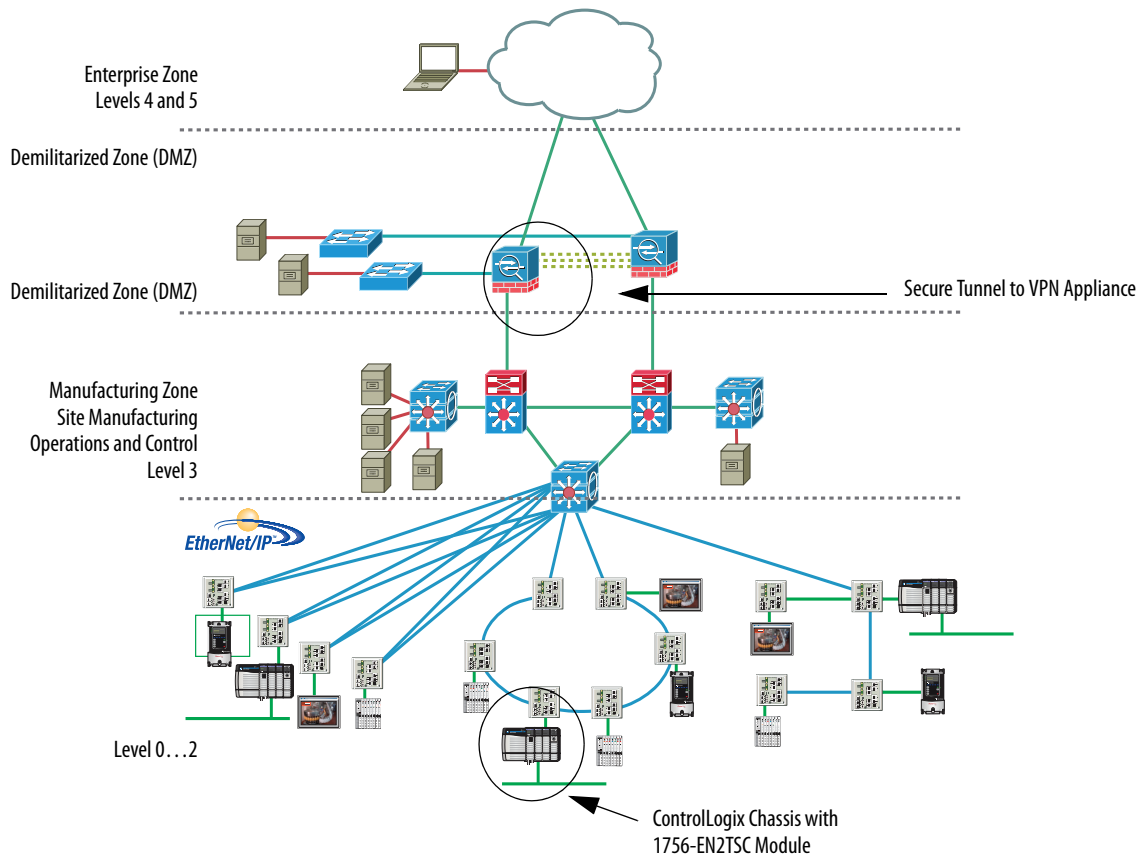 Enterprise Zone
Levels 4 and 5
Demilitarized Zone (DMZ)
Demilitarized Zone (DMZ)
Secure Tunnel to VPN Appliance
Manufacturing Zone
Site Manufacturing
Operations and Control
Level 3
EtherNet/IP™
Level 0...2
ControlLogix Chassis with
1756-EN2TSC Module